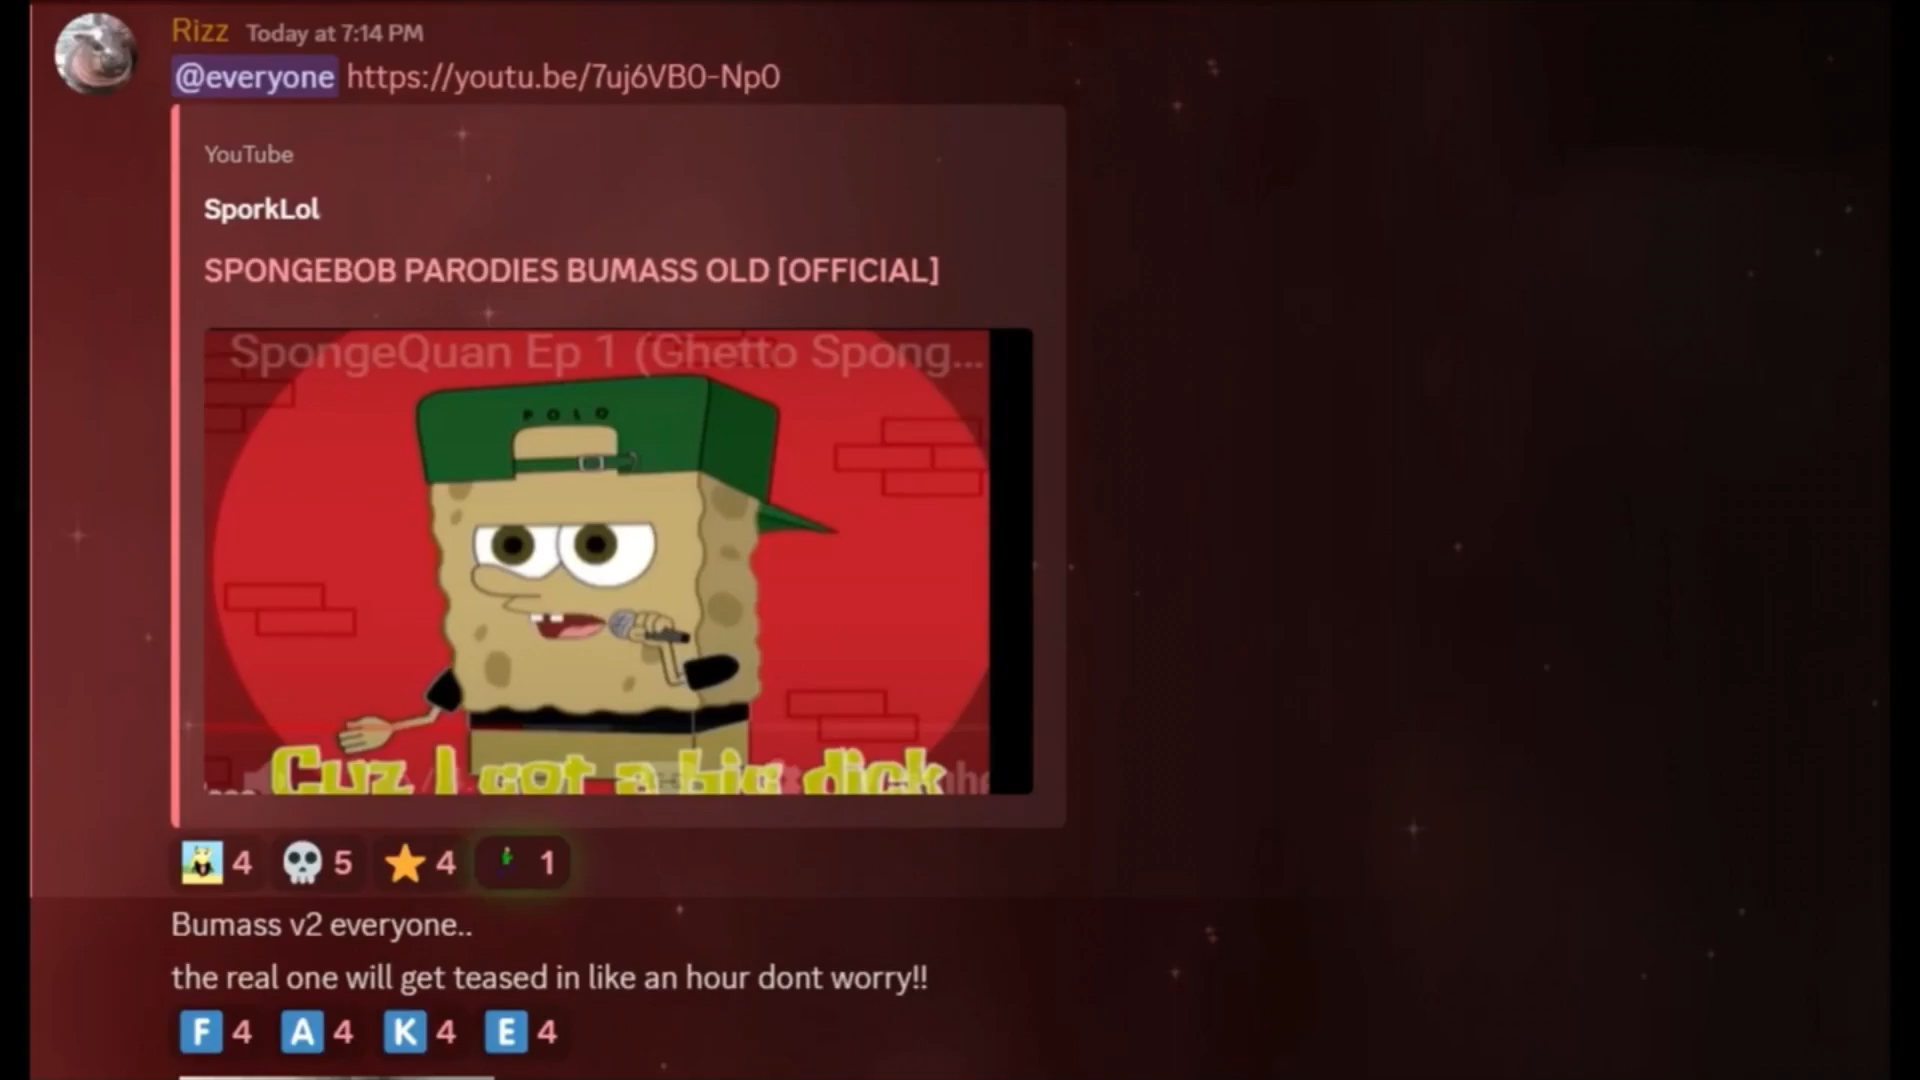 Rizz Today at 7:14 PM
@everyone https://youtu.be/7uj6VB0-Np0
YouTube
SporkLol
SPONGEBOB PARODIES BUMASS OLD [OFFICIAL]
SpongeQuan Ep 1 (Ghetto Spong...
POLO
Cuz I got a big dick
4 5 4 1
Bumass v2 everyone..
the real one will get teased in like an hour dont worry!!
F 4 A 4 K 4 E 4